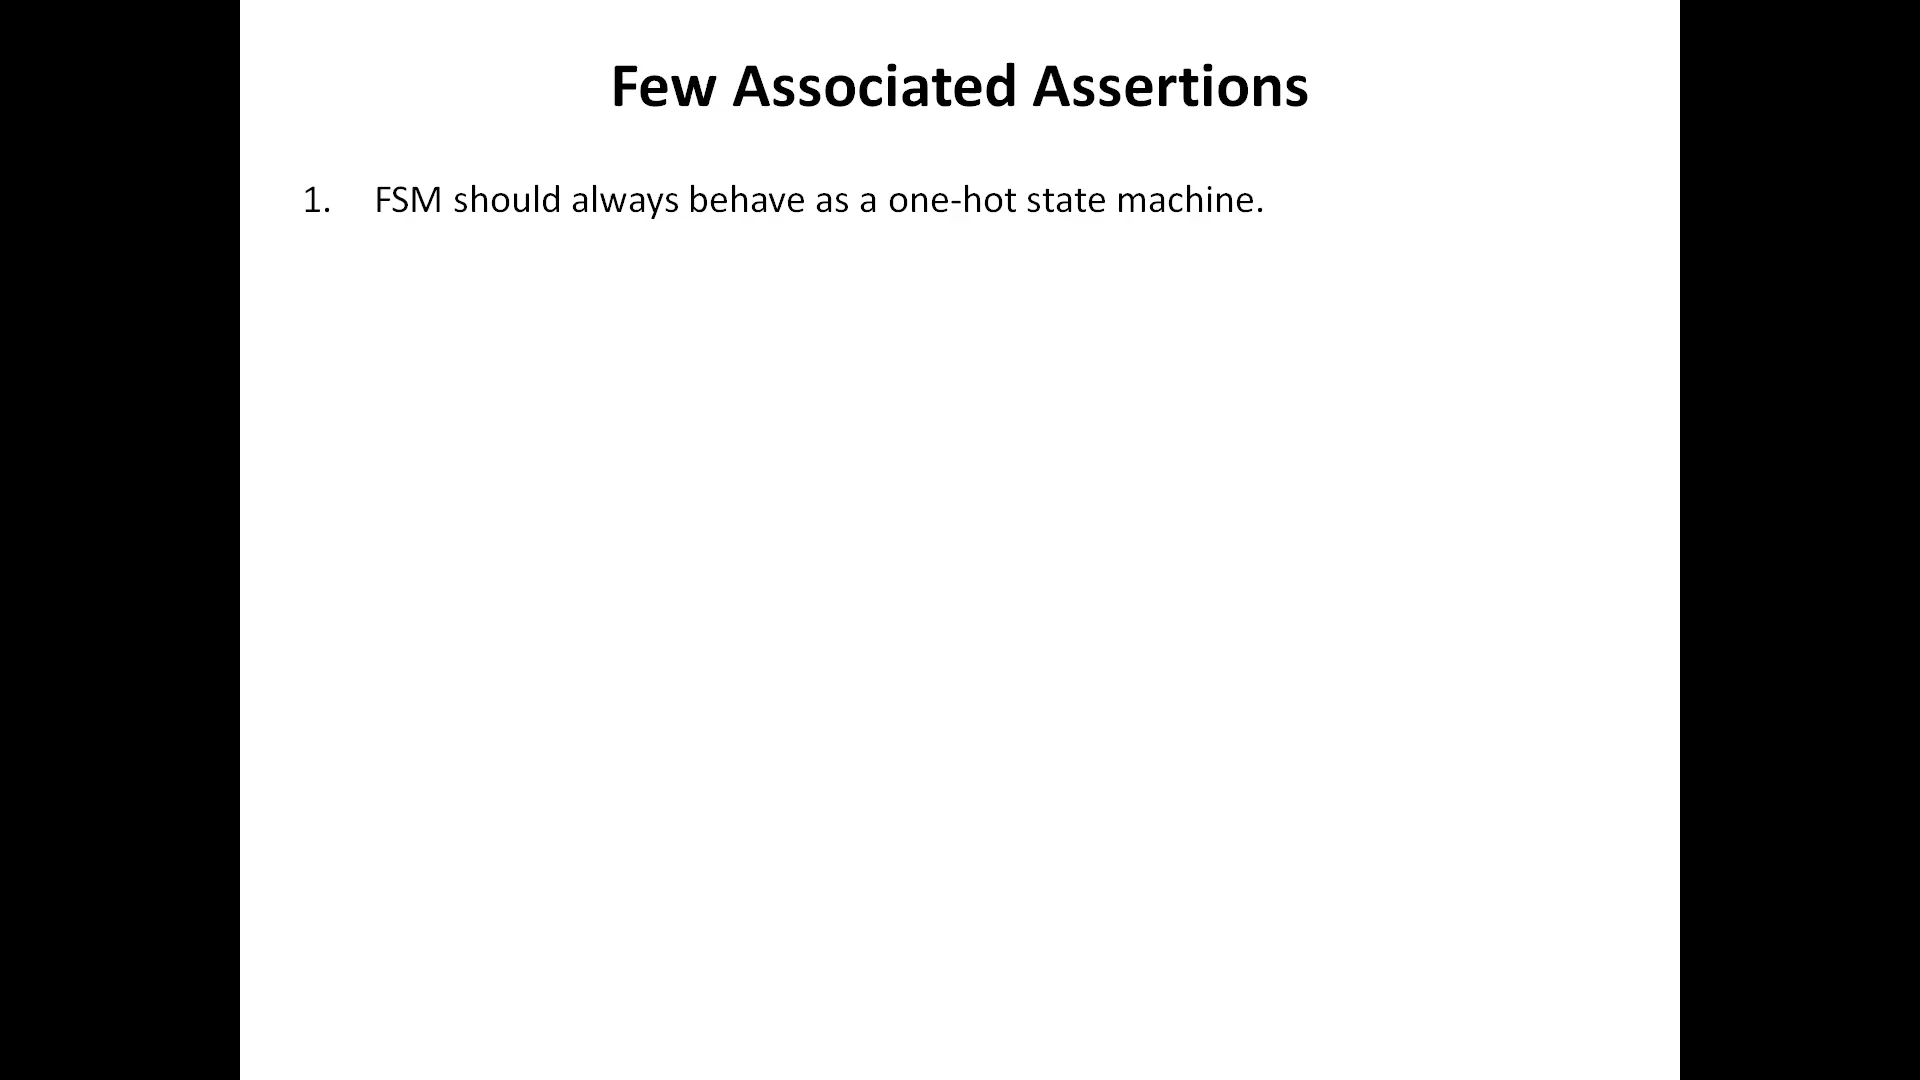 Few Associated Assertions
1. FSM should always behave as a one-hot state machine.